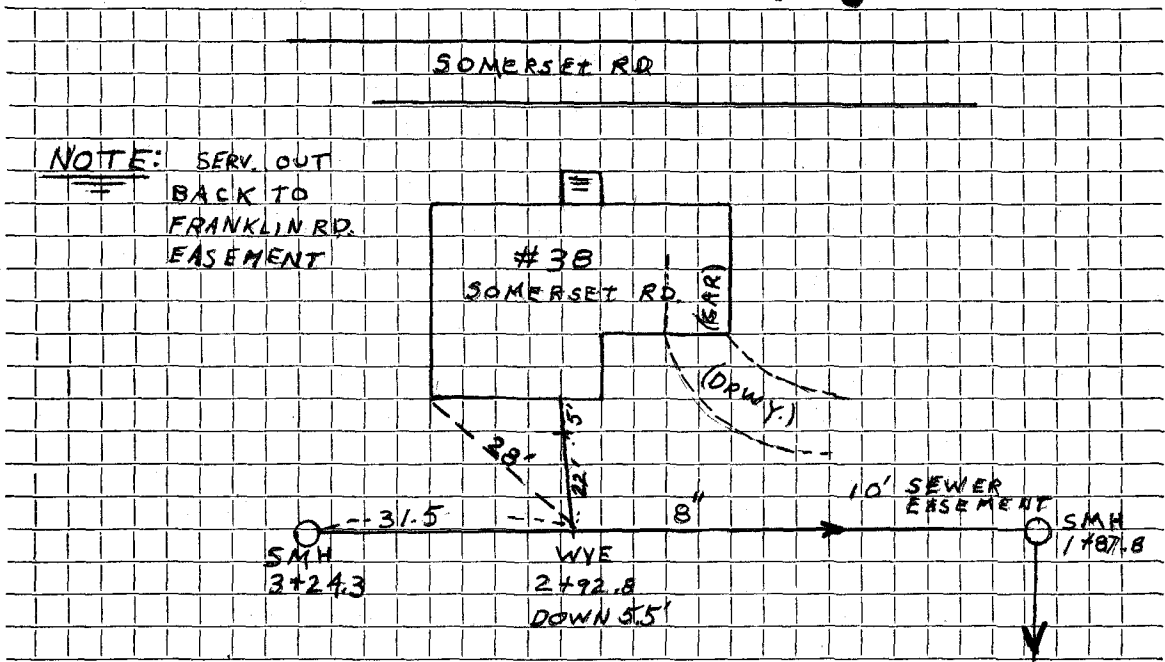 SOMERSET RD
NOTE: SERV. OUT
BACK TO
FRANKLIN RD.
EASEMENT
#38
SOMERSET RD.
(GAR)
(DRWY.)
5'
28'
22'
31.5
8"
10' SEWER
EASEMENT
SMH
3+24.3
WYE
2+92.8
DOWN 5.5'
SMH
1+87.8